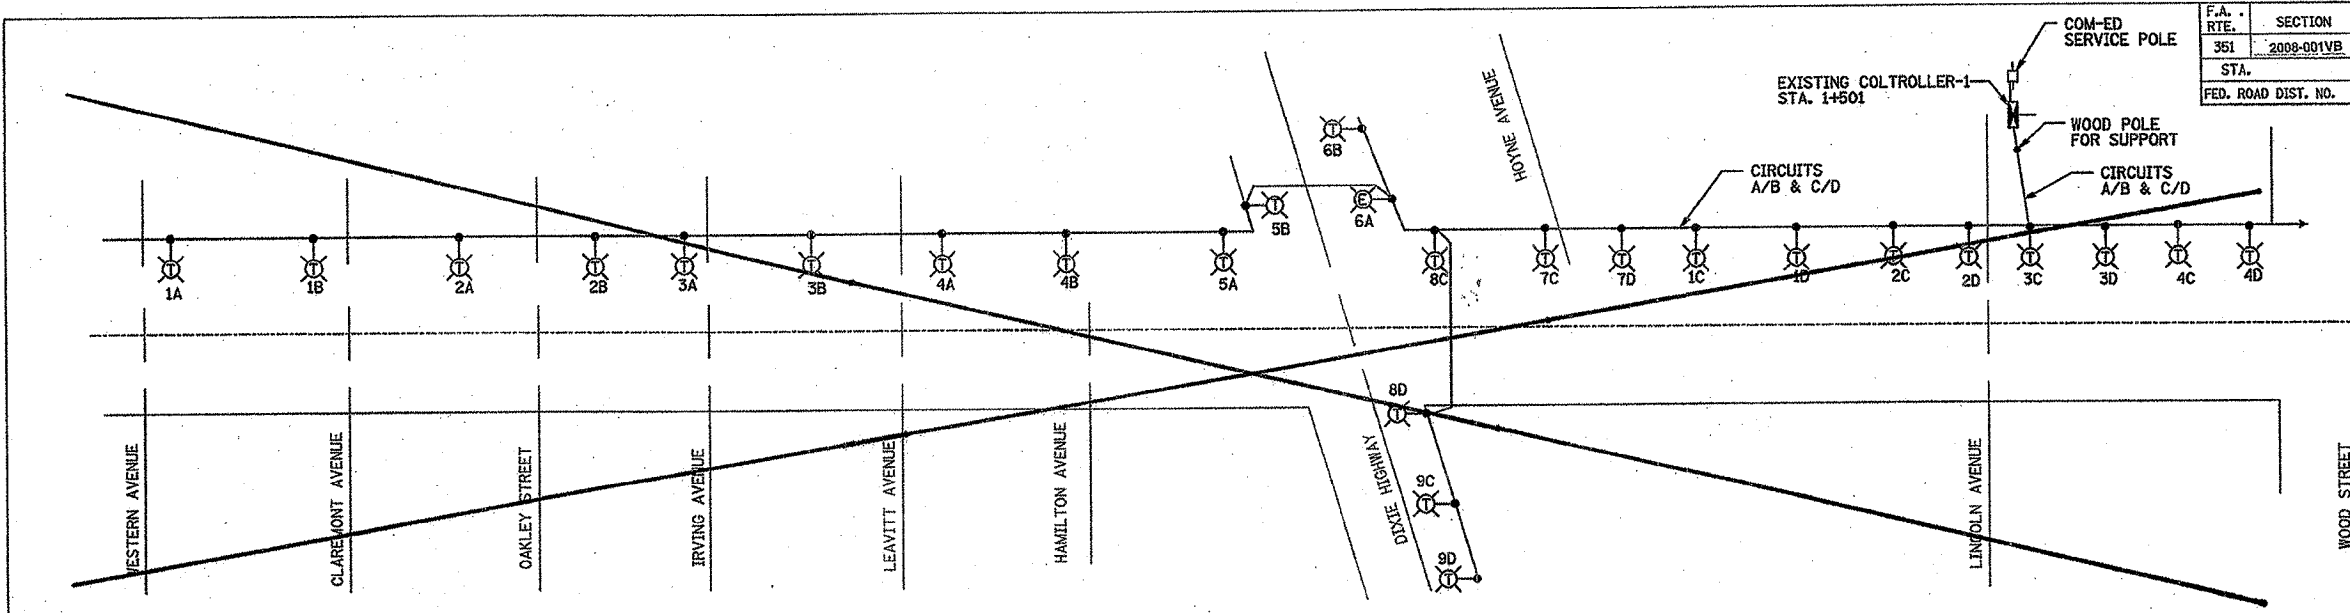 F.A.
RTE.
SECTION
351
2008-001VB
STA.
FED. ROAD DIST. NO.
COM-ED
SERVICE POLE
EXISTING COLTROLLER-1
STA. 1+501
WOOD POLE
FOR SUPPORT
CIRCUITS
A/B & C/D
CIRCUITS
A/B & C/D
HOYNE AVENUE
T
6B
E
6A
T
5B
T
1A
T
1B
T
2A
T
2B
T
3A
T
3B
T
4A
T
4B
T
5A
T
8C
T
7C
T
7D
T
1C
T
1D
T
2C
T
2D
T
3C
T
3D
T
4C
T
4D
8D
T
9C
T
9D
T
WESTERN AVENUE
CLAREMONT AVENUE
OAKLEY STREET
IRVING AVENUE
LEAVITT AVENUE
HAMILTON AVENUE
DIXIE HIGHWAY
LINCOLN AVENUE
WOOD STREET